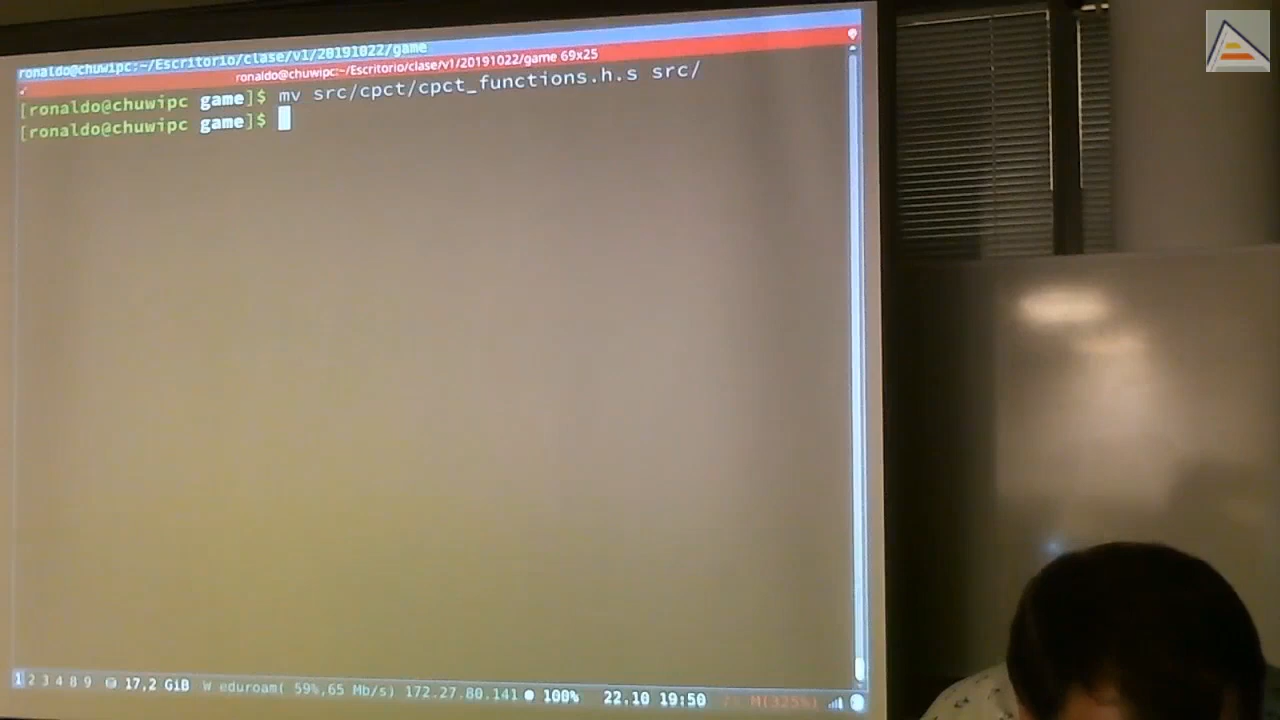 ronaldo@chuwipc:~/Escritorio/clase/v1/20191022/game
ronaldo@chuwipc:~/Escritorio/clase/v1/20191022/game 69x25
[ronaldo@chuwipc game]$ mv src/cpct/cpct_functions.h.s src/
[ronaldo@chuwipc game]$
1 2 3 4 8 9 17,2 GiB W eduroam( 59%,65 Mb/s) 172.27.80.141 100% 22.10 19:50 M(325%)